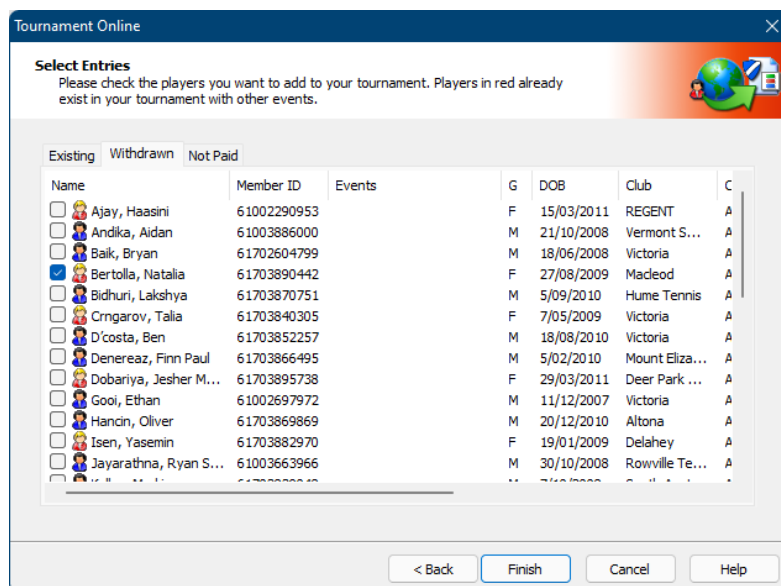 Tournament Online
Select Entries
Please check the players you want to add to your tournament. Players in red already
exist in your tournament with other events.
Existing Withdrawn Not Paid
Name Member ID Events G DOB Club C
Ajay, Haasini 61002290953 F 15/03/2011 REGENT A
Andika, Aidan 61003886000 M 21/10/2008 Vermont S... A
Baik, Bryan 61702604799 M 18/06/2008 Victoria A
Bertolla, Natalia 61703890442 F 27/08/2009 Macleod A
Bidhuri, Lakshya 61703870751 M 5/09/2010 Hume Tennis A
Crngarov, Talia 61703840305 F 7/05/2009 Victoria A
D'costa, Ben 61703852257 M 18/08/2010 Victoria A
Denereaz, Finn Paul 61703866495 M 5/02/2010 Mount Eliza... A
Dobariya, Jesher M... 61703895738 F 29/03/2011 Deer Park ... A
Gooi, Ethan 61002697972 M 11/12/2007 Victoria A
Hancin, Oliver 61703869869 M 20/12/2010 Altona A
Isen, Yasemin 61703882970 F 19/01/2009 Delahey A
Jayarathna, Ryan S... 61003663966 M 30/10/2008 Rowville Te... A
< Back Finish Cancel Help